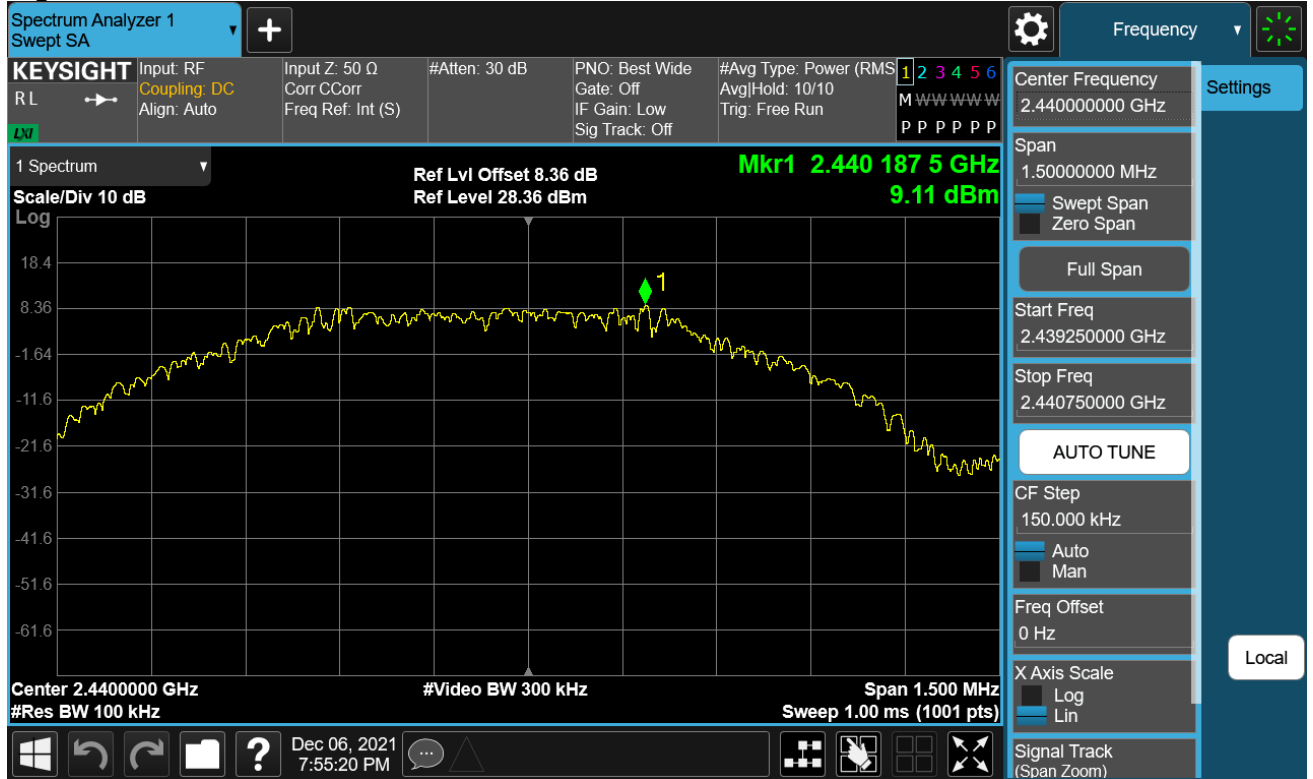 Spectrum Analyzer 1
Swept SA
Frequency
KEYSIGHT
RL
LXI
Input: RF
Coupling: DC
Align: Auto
Input Z: 50 Ω
Corr CCorr
Freq Ref: Int (S)
#Atten: 30 dB
PNO: Best Wide
Gate: Off
IF Gain: Low
Sig Track: Off
#Avg Type: Power (RMS
Avg|Hold: 10/10
Trig: Free Run
1 2 3 4 5 6
M W W W W W
P P P P P P
1 Spectrum
Scale/Div 10 dB
Ref Lvl Offset 8.36 dB
Ref Level 28.36 dBm
Mkr1 2.440 187 5 GHz
9.11 dBm
Log
18.4
8.36
-1.64
-11.6
-21.6
-31.6
-41.6
-51.6
-61.6
1
Center 2.4400000 GHz
#Video BW 300 kHz
Span 1.500 MHz
#Res BW 100 kHz
Sweep 1.00 ms (1001 pts)
Center Frequency
2.440000000 GHz
Span
1.50000000 MHz
Swept Span
Zero Span
Full Span
Start Freq
2.439250000 GHz
Stop Freq
2.440750000 GHz
AUTO TUNE
CF Step
150.000 kHz
Auto
Man
Freq Offset
0 Hz
X Axis Scale
Log
Lin
Signal Track
(Span Zoom)
Settings
Local
?
Dec 06, 2021
7:55:20 PM